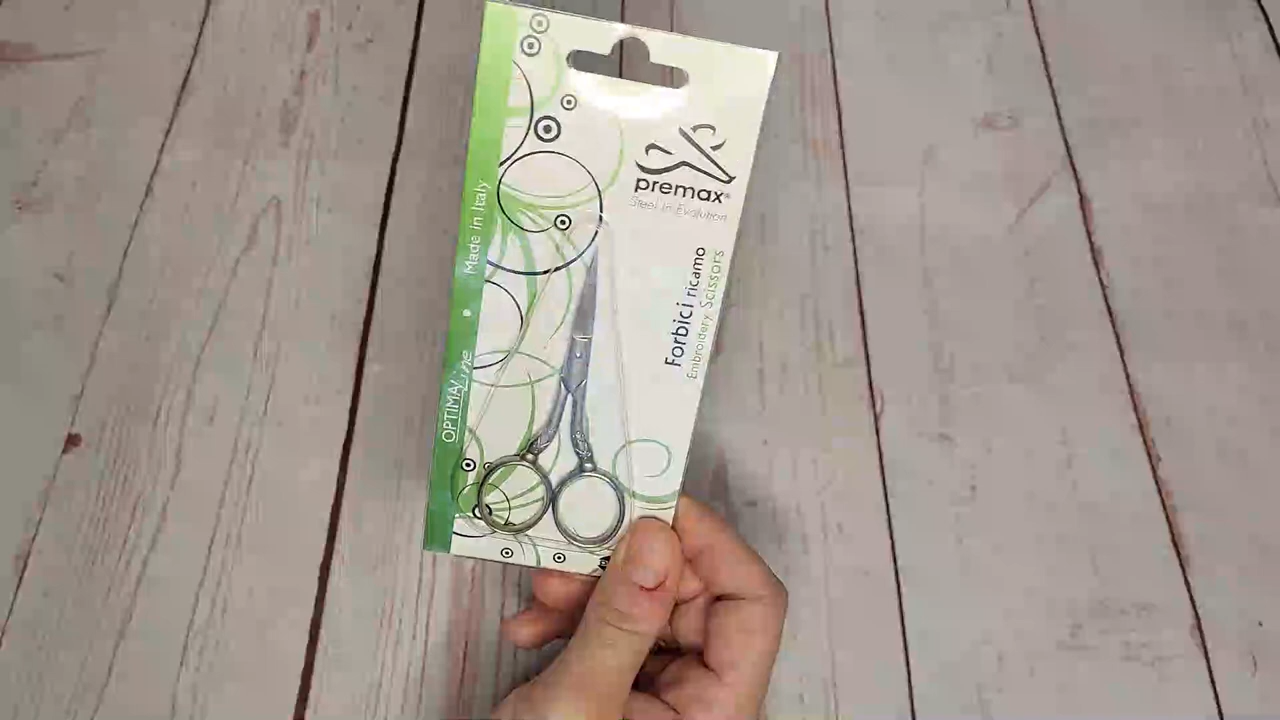 premax®
Steel in Evolution
Forbici ricamo
Embroidery Scissors
OPTIMALine • Made in Italy